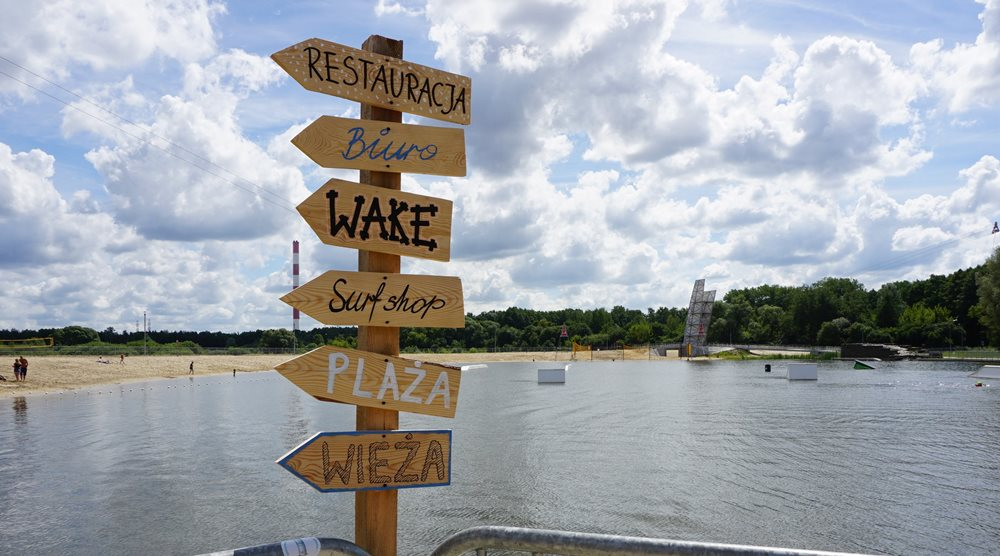 RESTAURACJA
Biuro
WAKE
Surf shop
PLAŻA
WIEŻA